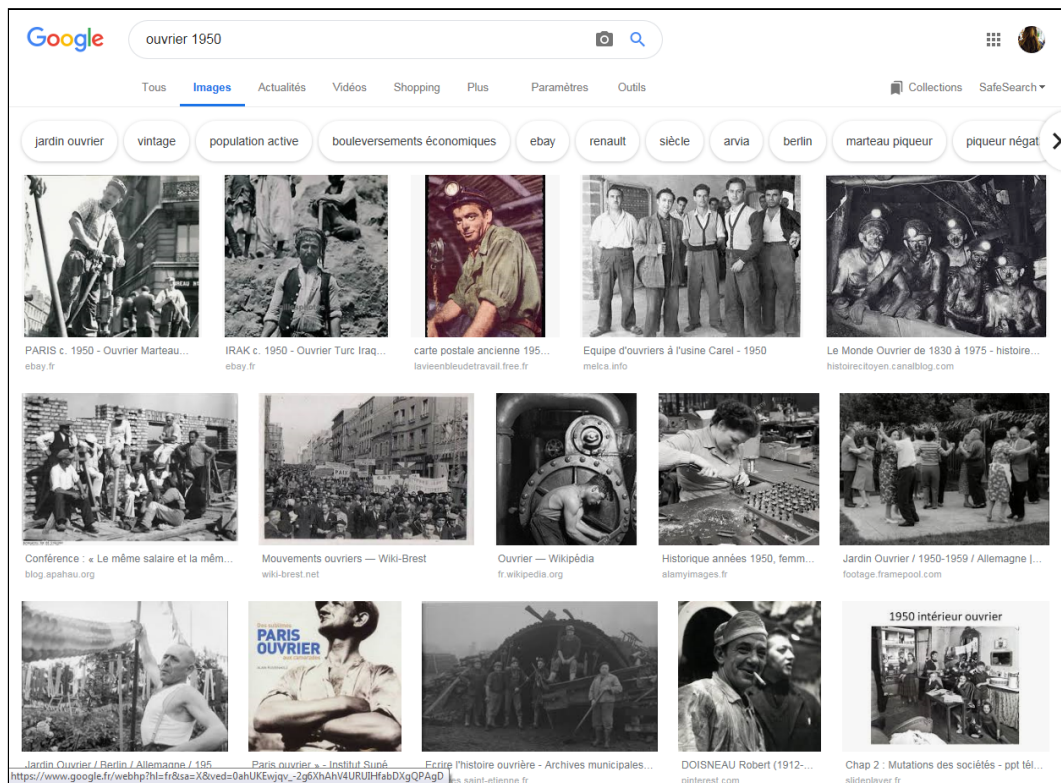 Google
ouvrier 1950
Tous Images Actualités Vidéos Shopping Plus Paramètres Outils Collections SafeSearch
jardin ouvrier vintage population active bouleversements économiques ebay renault siècle arvia berlin marteau piqueur piqueur négat
PARIS c. 1950 - Ouvrier Marteau...
ebay.fr
IRAK c. 1950 - Ouvrier Turc Iraq...
ebay.fr
carte postale ancienne 195...
lavieenbleudetravail.free.fr
Equipe d'ouvriers à l'usine Carel - 1950
melca.info
Le Monde Ouvrier de 1830 à 1975 - histoire...
histoirecitoyen.canalblog.com
Conférence : « Le même salaire et la mêm...
blog.apahau.org
Mouvements ouvriers — Wiki-Brest
wiki-brest.net
Ouvrier — Wikipédia
fr.wikipedia.org
Historique années 1950, femm...
alamyimages.fr
Jardin Ouvrier / 1950-1959 / Allemagne |...
footage.framepool.com
PARIS
OUVRIER
1950 intérieur ouvrier
Jardin Ouvrier / Berlin / Allemagne / 195
Paris ouvrier » - Institut Supé
Ecrire l'histoire ouvrière - Archives municipales...
es.saint-etienne.fr
DOISNEAU Robert (1912-...
pinterest.com
Chap 2 : Mutations des sociétés - ppt tél...
slideplayer.fr
https://www.google.fr/webhp?hl=fr&sa=X&ved=0ahUKEwjqv_-2g6XhAhV4URUIHfabDXgQPAgD